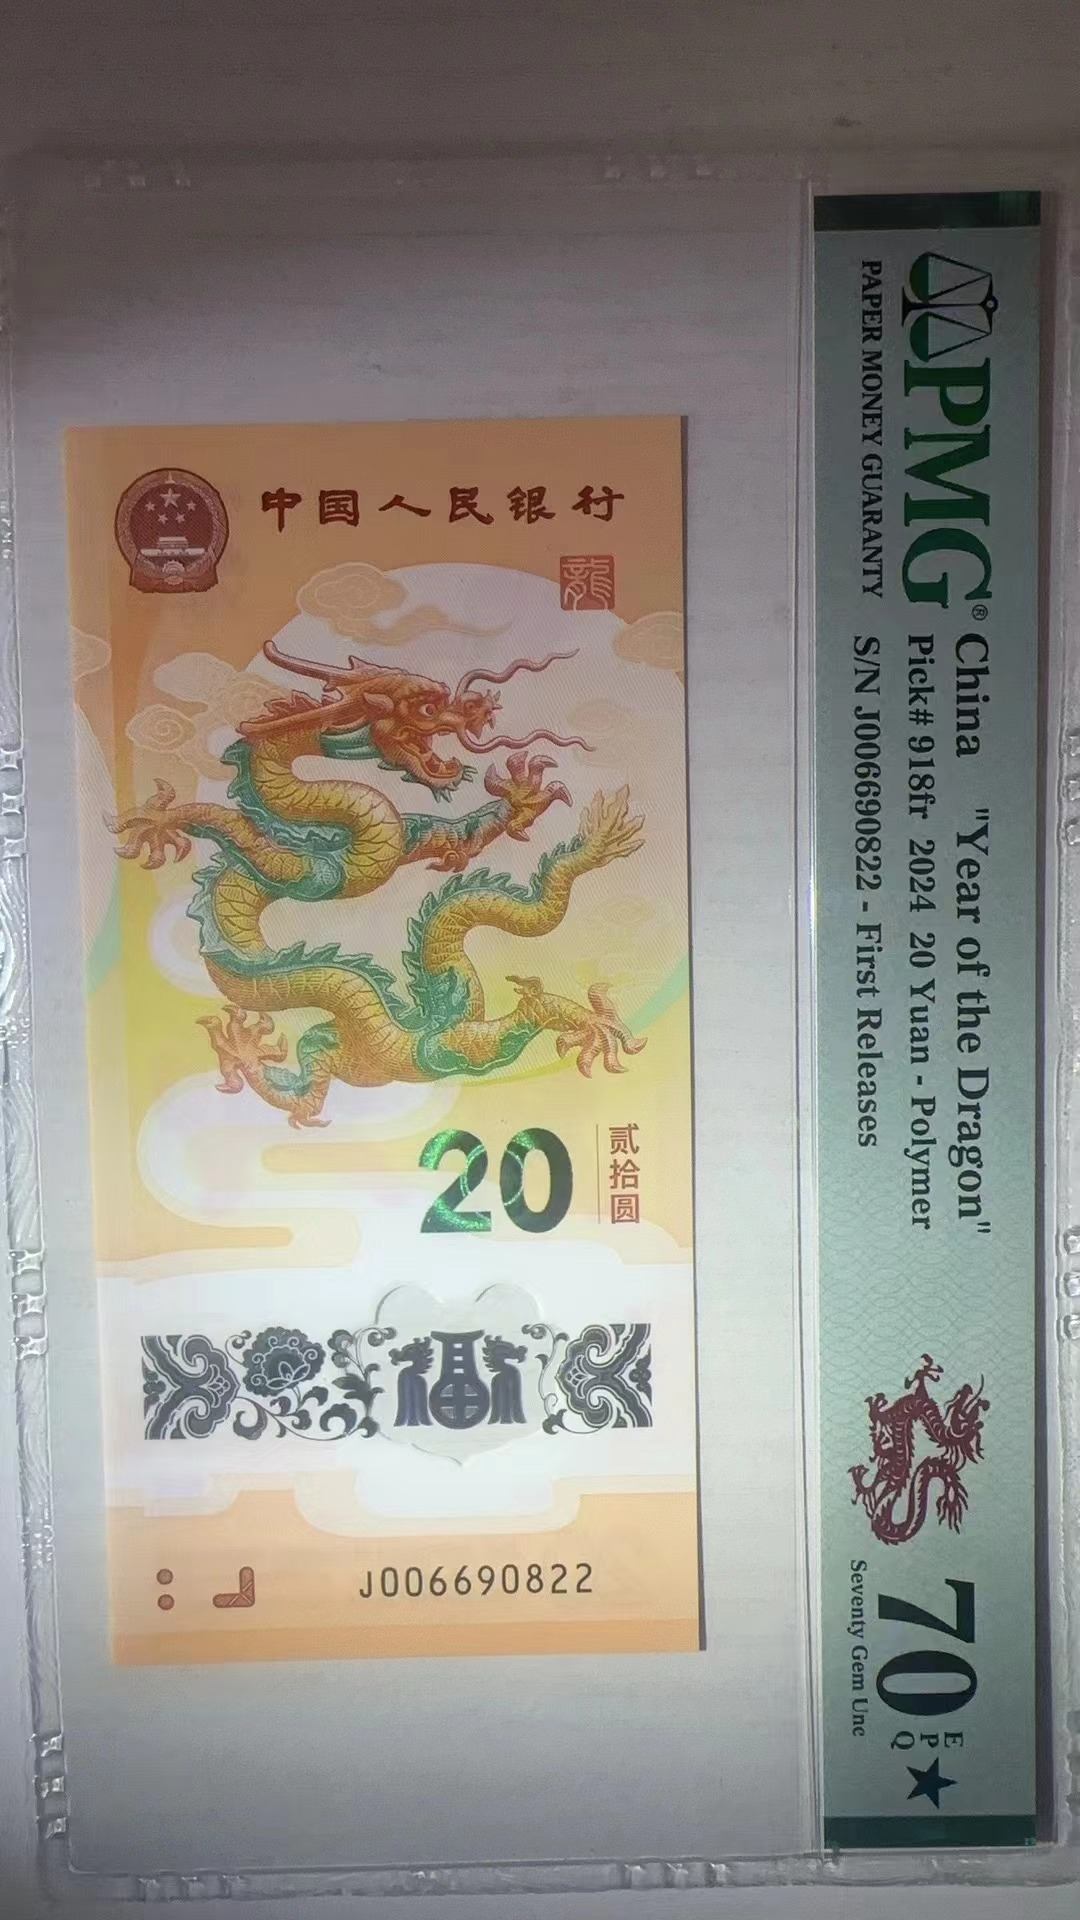 中国人民银行
龍
20
贰拾圆
福
J006690822
PMG®
PAPER MONEY GUARANTY
China "Year of the Dragon"
Pick# 918fr 2024 20 Yuan - Polymer
S/N J006690822 - First Releases
70 EPQ ★
Seventy Gem Unc